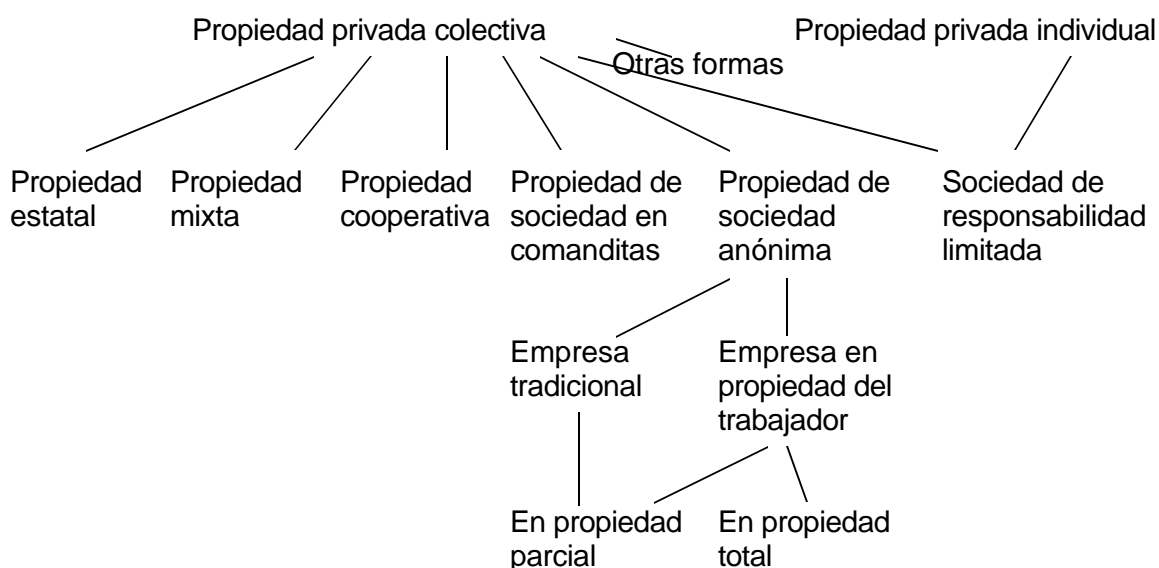 Propiedad privada colectiva
Propiedad privada individual
Otras formas
Propiedad
estatal
Propiedad
mixta
Propiedad
cooperativa
Propiedad de
sociedad en
comanditas
Propiedad de
sociedad
anónima
Sociedad de
responsabilidad
limitada
Empresa
tradicional
Empresa en
propiedad del
trabajador
En propiedad
parcial
En propiedad
total